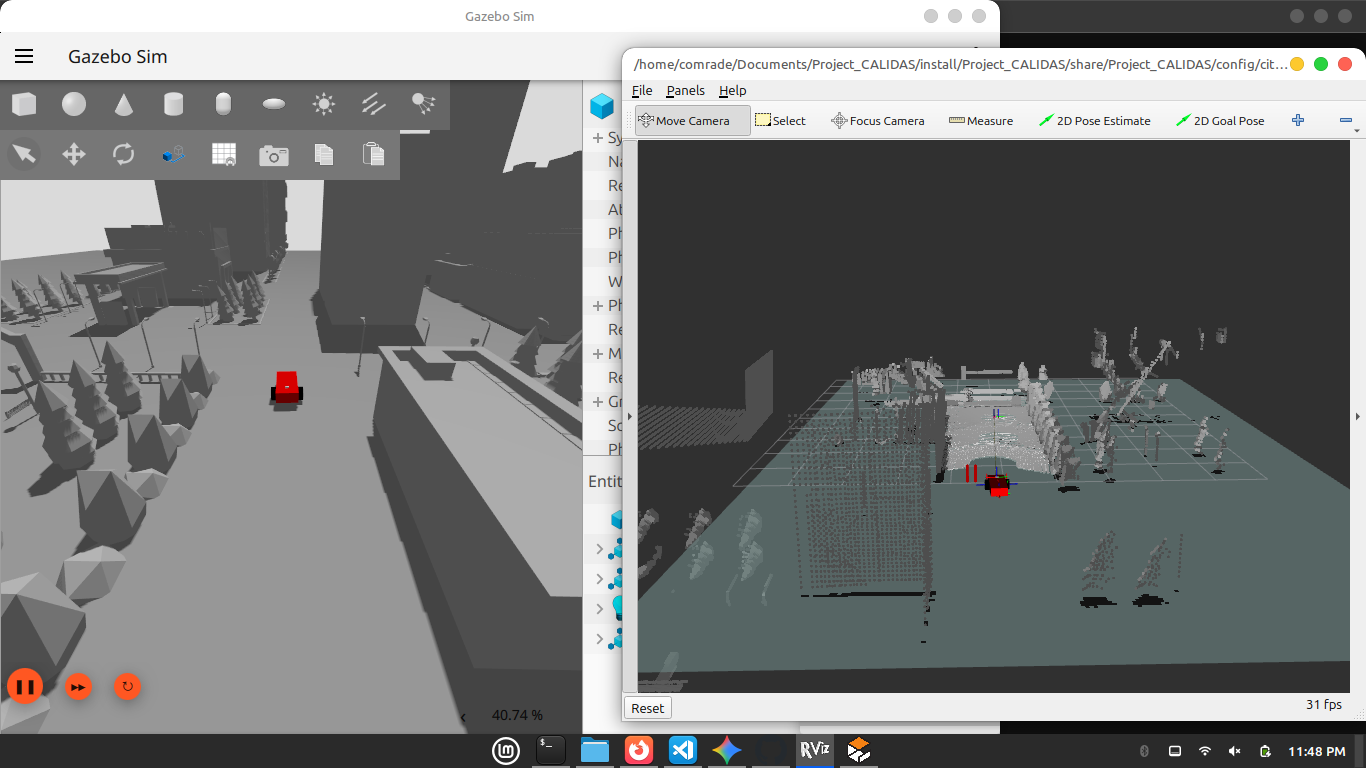 Gazebo Sim
Gazebo Sim
/home/comrade/Documents/Project_CALIDAS/install/Project_CALIDAS/share/Project_CALIDAS/config/cit...
File Panels Help
Move Camera Select Focus Camera Measure 2D Pose Estimate 2D Goal Pose
Sy
Na
Re
At
Ph
Ph
W
Ph
Re
M
Re
Gr
Sc
Ph
Entit
40.74 %
Reset
31 fps
$_
RViz
11:48 PM